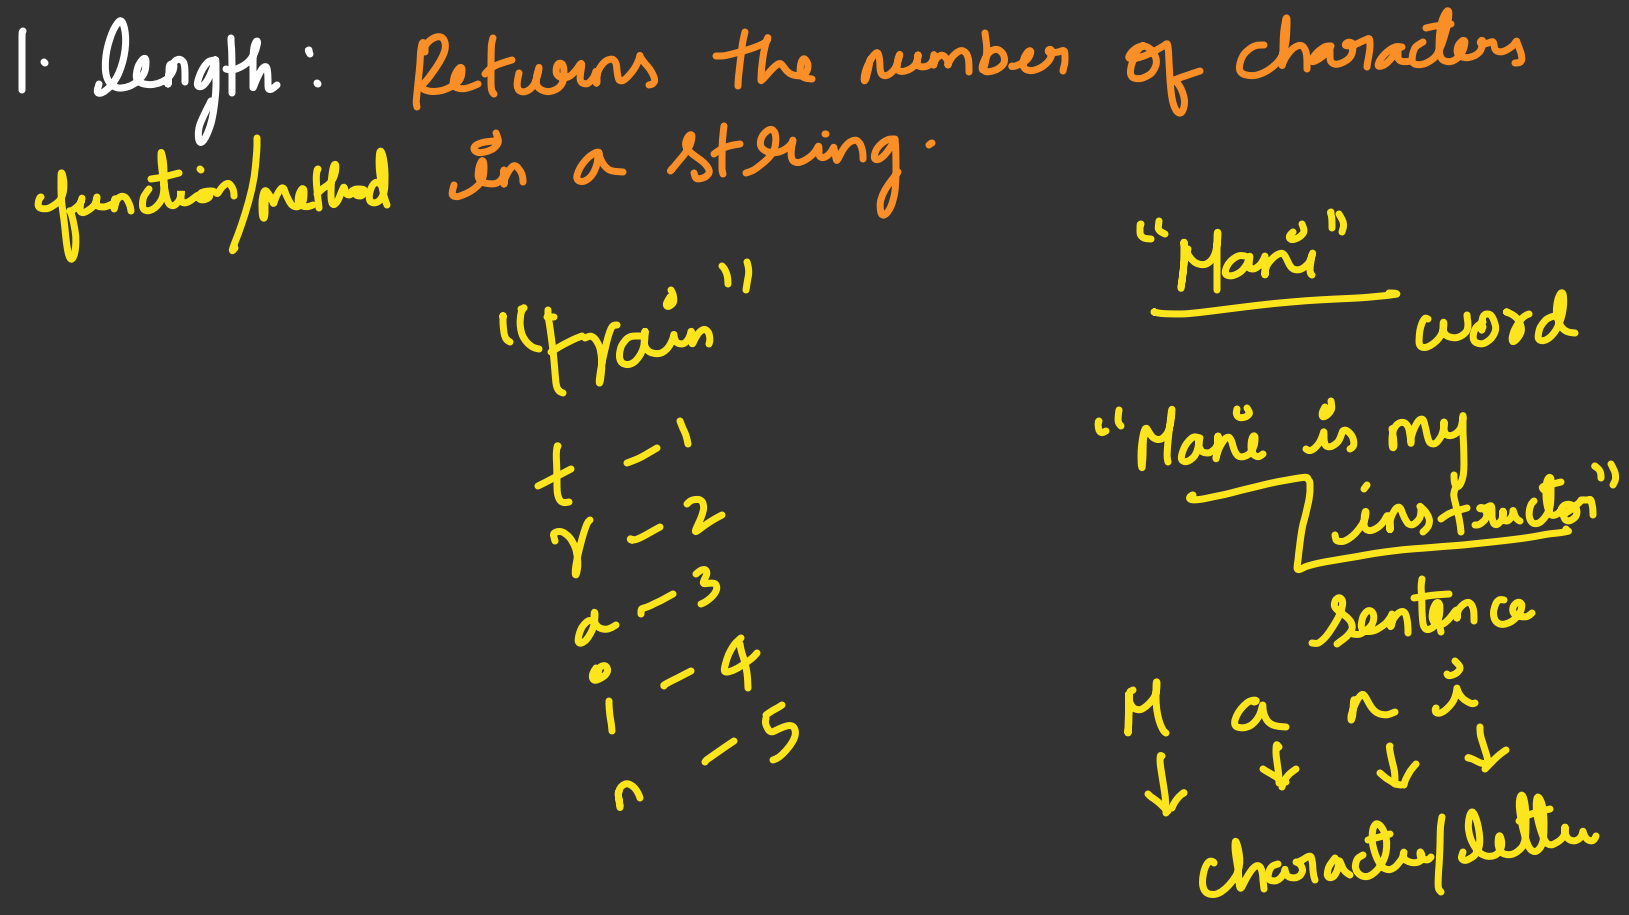 1. length: Returns the number of characters
function/method in a string.
"train"
t - 1
r - 2
a - 3
i - 4
n - 5
"Mani"
word
"Mani is my
instructor"
sentence
M a n i
character/letter